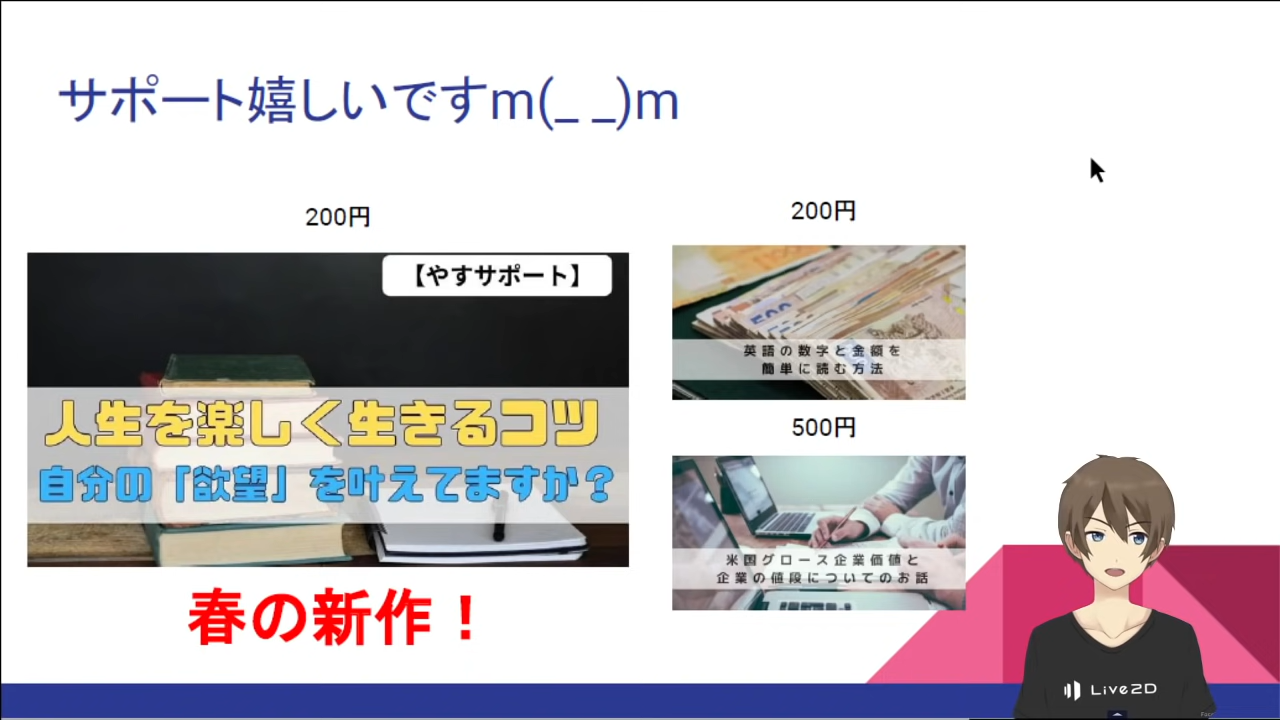 サポート嬉しいですm(_ _)m
200円
【やすサポート】
人生を楽しく生きるコツ
自分の「欲望」を叶えてますか？
春の新作！
200円
英語の数字と金額を
簡単に読む方法
500円
米国グロース企業価値と
企業の値段についてのお話
Live2D